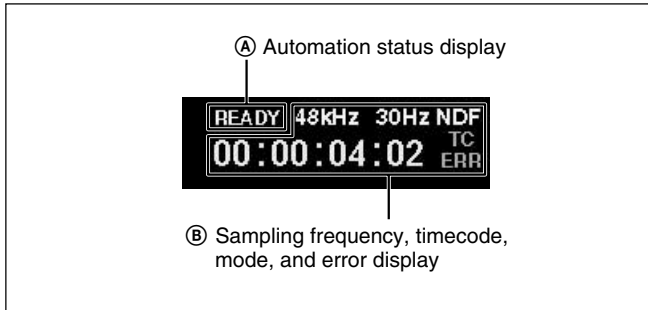 Ⓐ Automation status display
READY 48kHz 30Hz NDF
TC
00:00:04:02 ERR
Ⓑ Sampling frequency, timecode,
mode, and error display